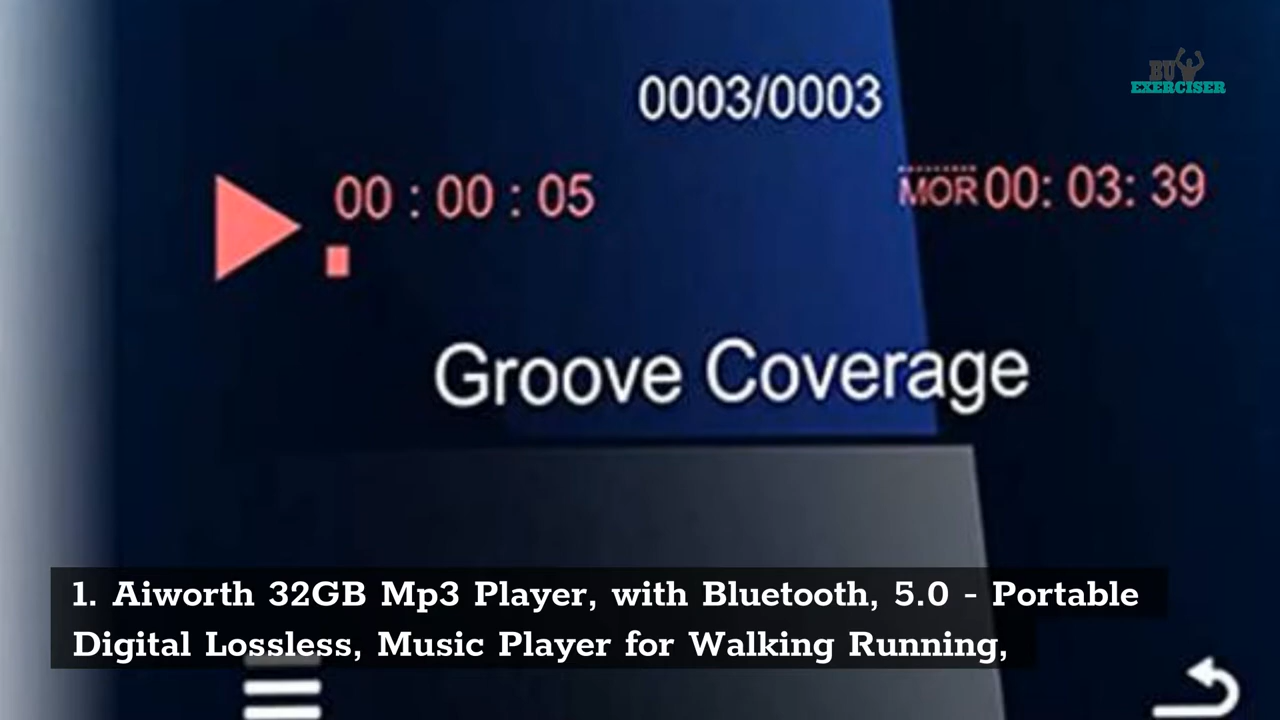 BU
EXERCISER
0003/0003
00 : 00 : 05
MOR 00: 03: 39
Groove Coverage
1. Aiworth 32GB Mp3 Player, with Bluetooth, 5.0 - Portable
Digital Lossless, Music Player for Walking Running,